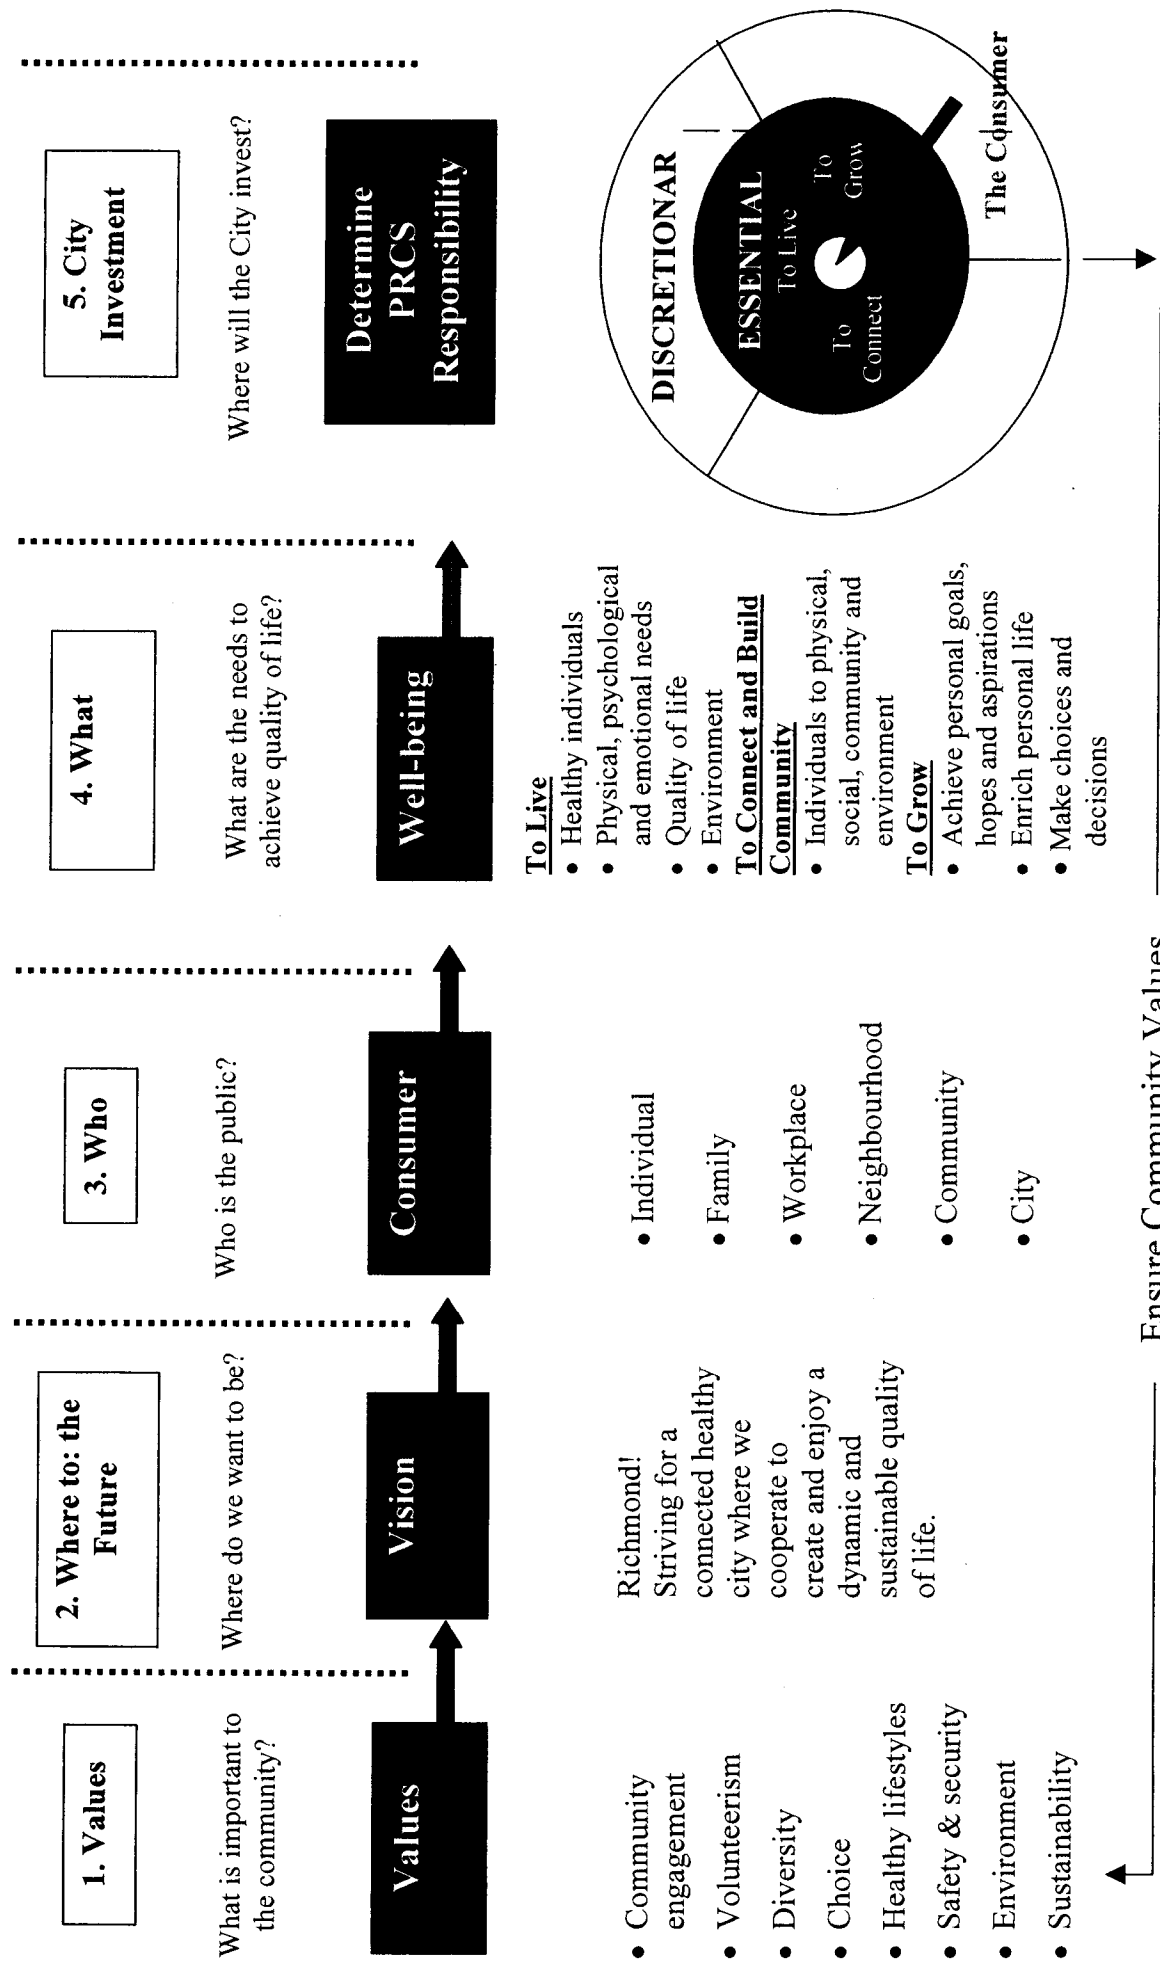 1. Values
What is important to
the community?
Values
• Community
engagement
• Volunteerism
• Diversity
• Choice
• Healthy lifestyles
• Safety & security
• Environment
• Sustainability
2. Where to: the
Future
Where do we want to be?
Vision
Richmond!
Striving for a
connected healthy
city where we
cooperate to
create and enjoy a
dynamic and
sustainable quality
of life.
3. Who
Who is the public?
Consumer
• Individual
• Family
• Workplace
• Neighbourhood
• Community
• City
4. What
What are the needs to
achieve quality of life?
Well-being
To Live
• Healthy individuals
• Physical, psychological
and emotional needs
• Quality of life
• Environment
To Connect and Build
Community
• Individuals to physical,
social, community and
environment
To Grow
• Achieve personal goals,
hopes and aspirations
• Enrich personal life
• Make choices and
decisions
5. City
Investment
Where will the City invest?
Determine
PRCS
Responsibility
DISCRETIONAR
ESSENTIAL
To Live
To
Connect
To
Grow
The Consumer
Ensure Community Values